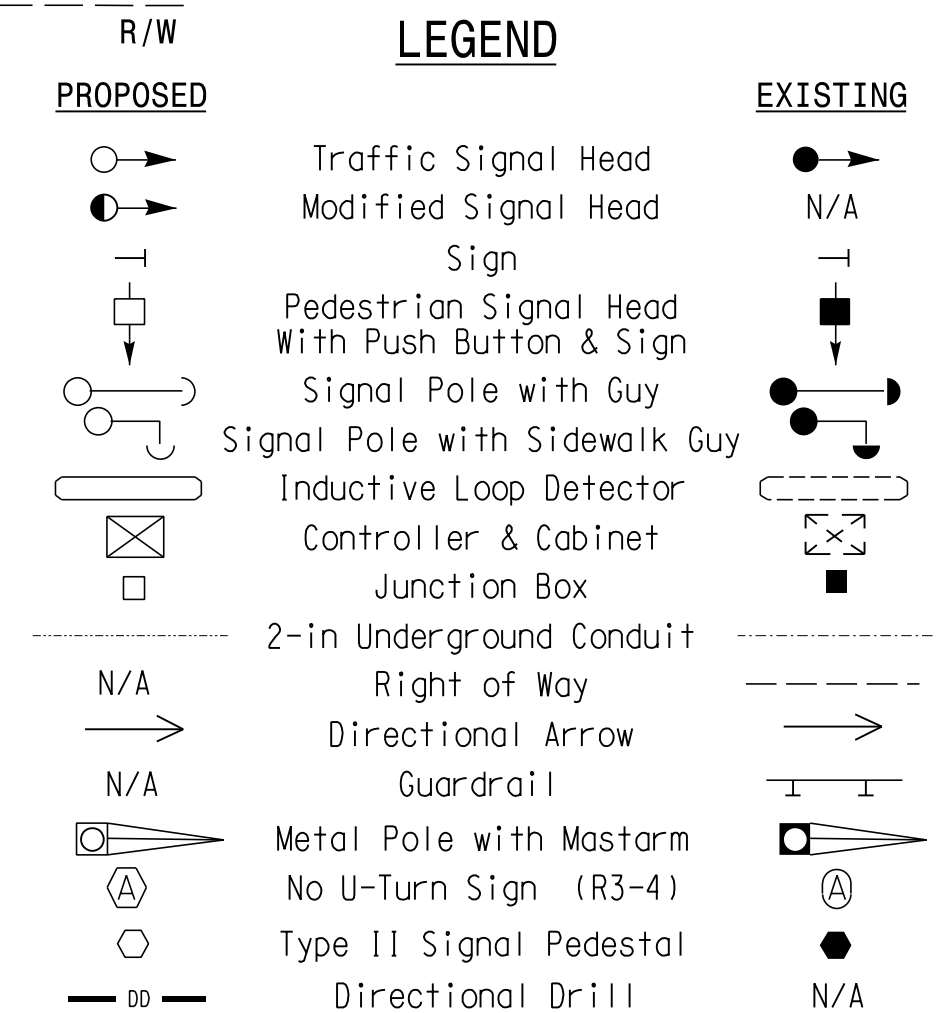 R/W
LEGEND
PROPOSED EXISTING
Traffic Signal Head
Modified Signal Head N/A
Sign
Pedestrian Signal Head
With Push Button & Sign
Signal Pole with Guy
Signal Pole with Sidewalk Guy
Inductive Loop Detector
Controller & Cabinet
Junction Box
2-in Underground Conduit
N/A Right of Way
Directional Arrow
N/A Guardrail
Metal Pole with Mastarm
A No U-Turn Sign (R3-4) A
Type II Signal Pedestal
DD Directional Drill N/A